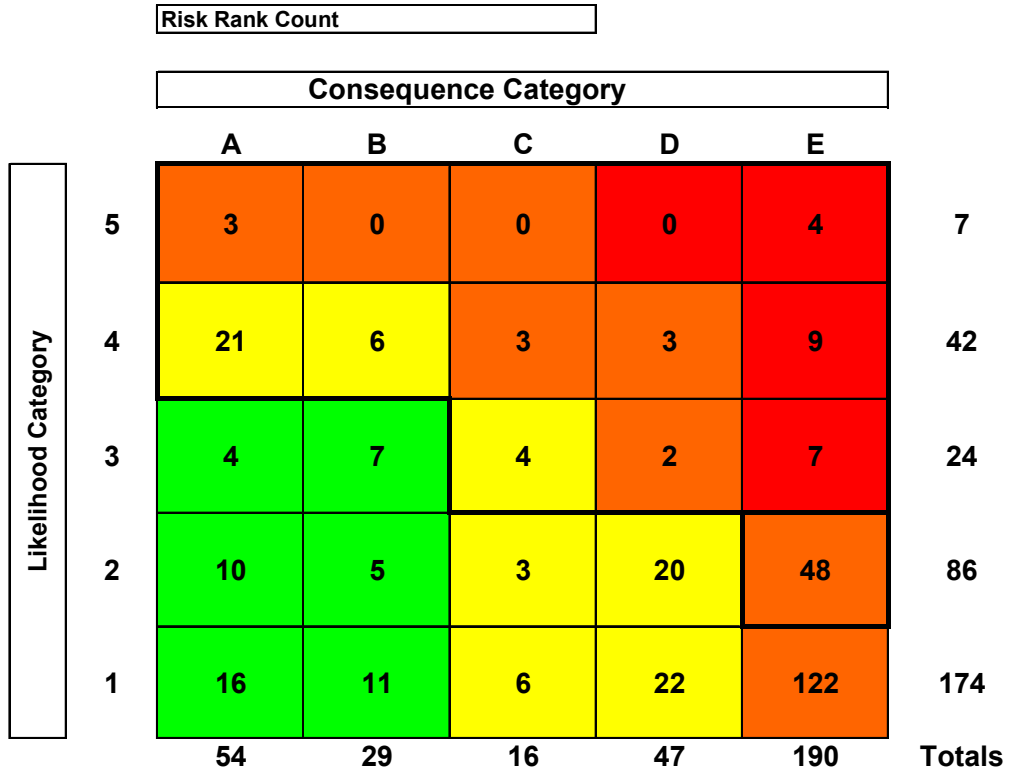 Risk Rank Count
Consequence Category
A B C D E
5 3 0 0 0 4 7
4 21 6 3 3 9 42
Likelihood Category
3 4 7 4 2 7 24
2 10 5 3 20 48 86
1 16 11 6 22 122 174
54 29 16 47 190 Totals